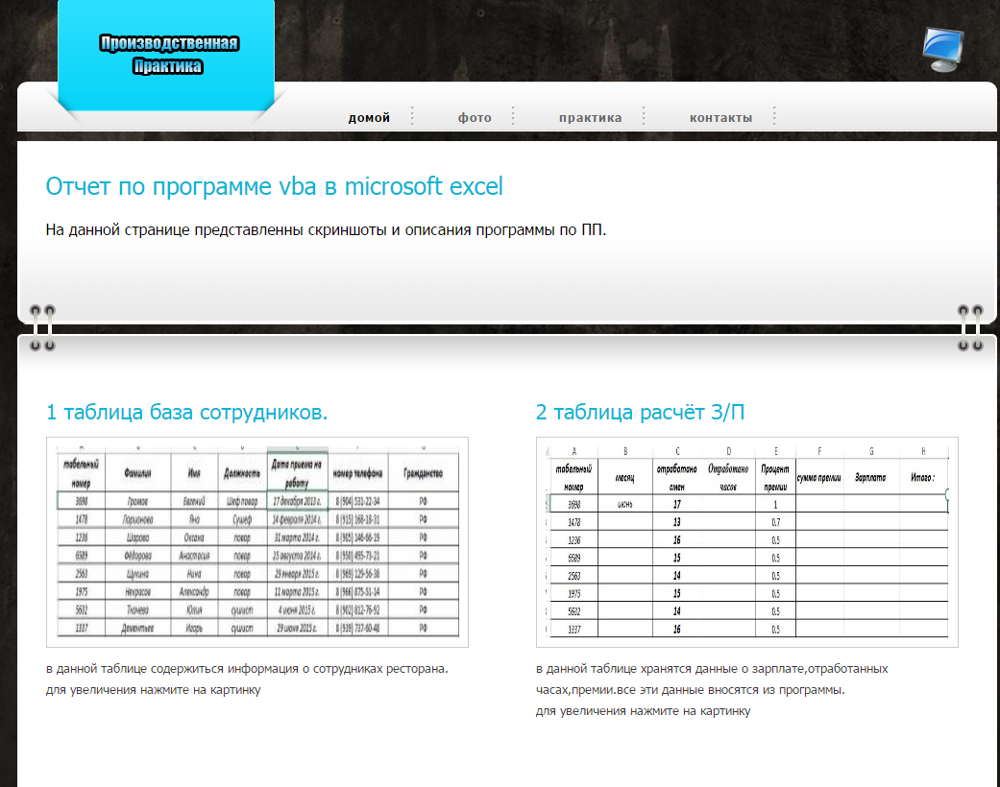 Производственная
Практика
домой
фото
практика
контакты
Отчет по программе vba в microsoft excel
На данной странице представленны скриншоты и описания программы по ПП.
1 таблица база сотрудников.
табельный номер Фамилия Имя Должность Дата приема на работу номер телефона Гражданство
3698 Громов Евгений Шеф повар 27 декабря 2013 г. 8 (904) 531-22-34 РФ
1478 Ларионова Яна Сушеф 14 февраля 2014 г. 8 (915) 168-18-31 РФ
1236 Шарова Оксана повар 31 марта 2014 г. 8 (905) 146-66-19 РФ
6589 Фёдорова Анастасия повар 25 августа 2014 г. 8 (950) 495-73-21 РФ
2563 Щукина Нина повар 29 января 2015 г. 8 (969) 129-56-38 РФ
1975 Некрасов Александр повар 11 марта 2015 г. 8 (966) 875-51-14 РФ
5632 Ткачева Юлия сушист 4 июня 2015 г. 8 (902) 812-76-92 РФ
1337 Дементьев Игорь сушист 29 июня 2015 г. 8 (939) 737-60-48 РФ
в данной таблице содержиться информация о сотрудниках ресторана.
для увеличения нажмите на картинку
2 таблица расчёт З/П
A B C D E F G H
табельный номер месяц отработано смен Отработано часов Процент премии сумма премии Зарплата Итого :
3698 июнь 17 1
1478 13 0.7
1236 16 0.5
6589 15 0.5
2563 14 0.5
1975 15 0.5
5632 14 0.5
1337 16 0.5
в данной таблице хранятся данные о зарплате,отработанных
часах,премии.все эти данные вносятся из программы.
для увеличения нажмите на картинку